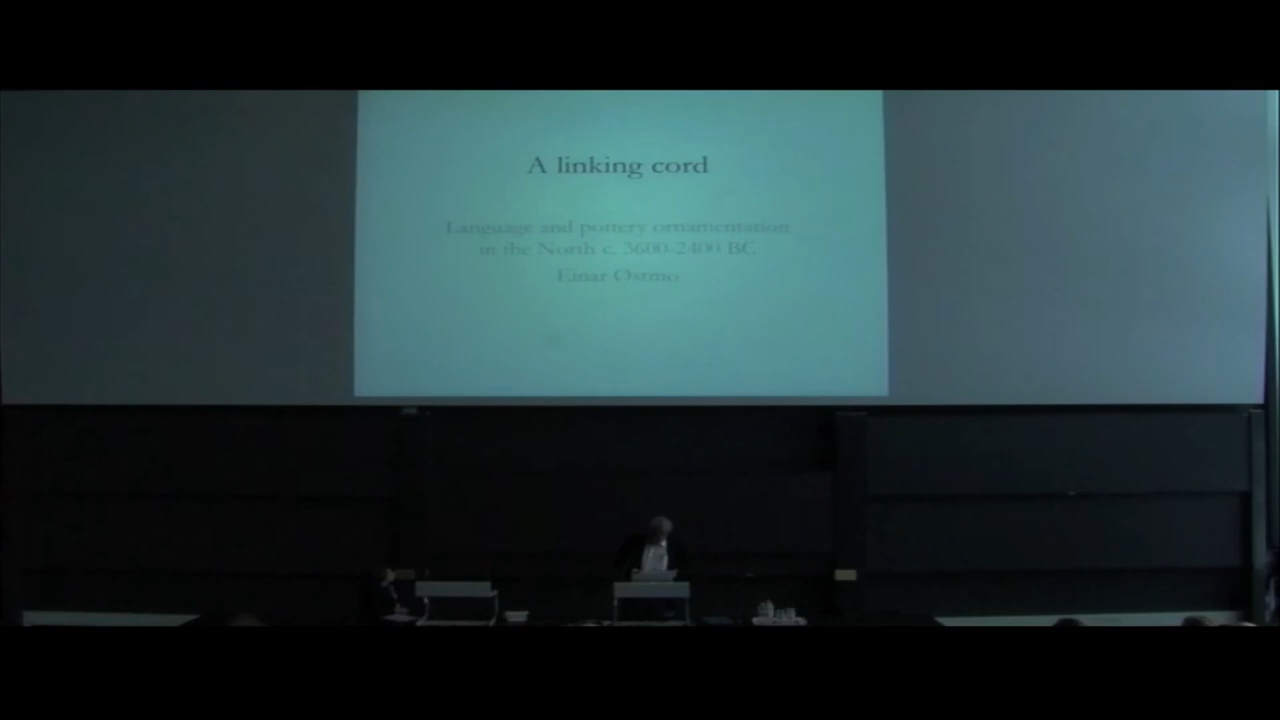 A linking cord
Language and pottery ornamentation
in the North c. 3600-2400 BC
Einar Østmo